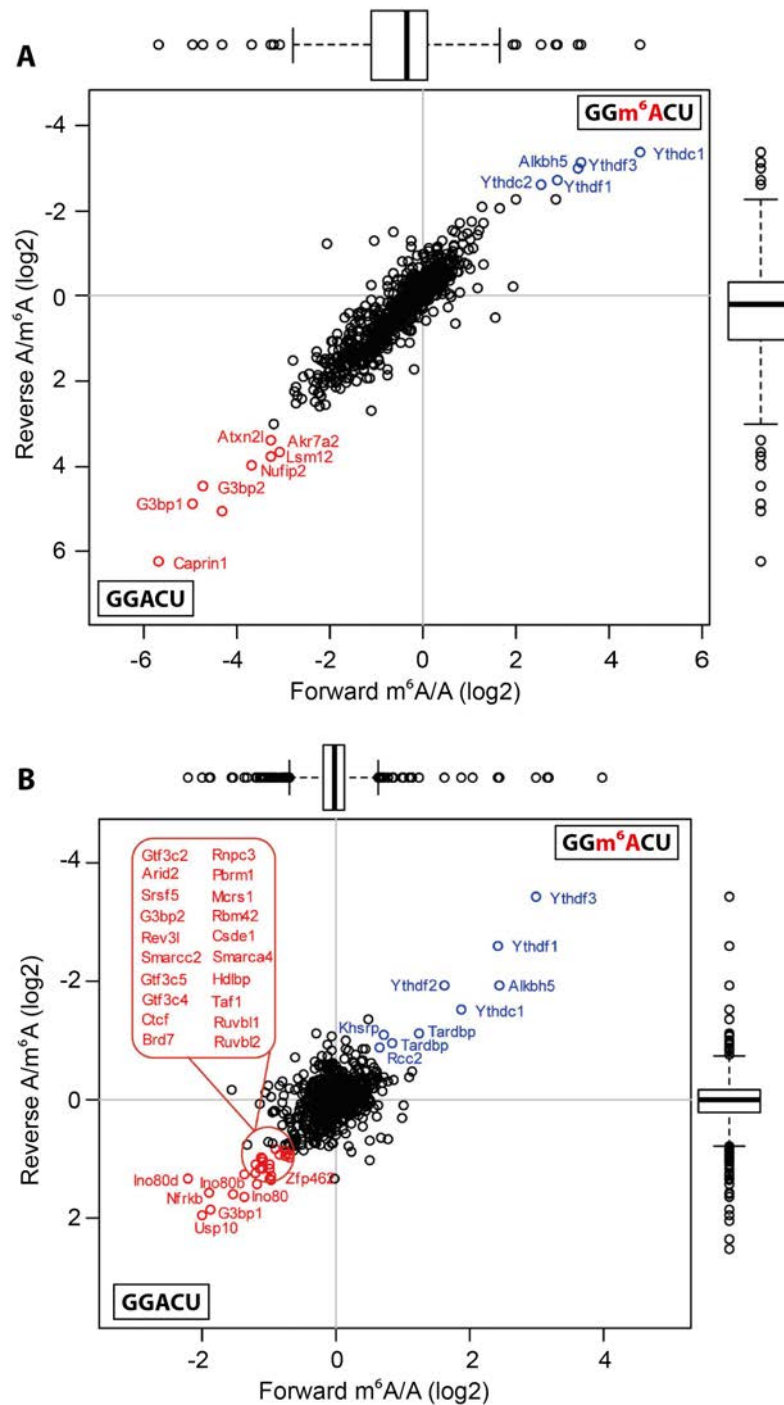 A
GGm⁶ACU
-4
-2
0
2
4
6
Reverse A/m⁶A (log2)
Alkbh5
Ythdf3
Ythdc1
Ythdc2
Ythdf1
Atxn2l
Akr7a2
Lsm12
Nufip2
G3bp2
G3bp1
Caprin1
GGACU
-6 -4 -2 0 2 4 6
Forward m⁶A/A (log2)
B
GGm⁶ACU
-4
-2
0
2
Reverse A/m⁶A (log2)
Gtf3c2 Rnpc3
Arid2 Pbrm1
Srsf5 Mcrs1
G3bp2 Rbm42
Rev3l Csde1
Smarcc2 Smarca4
Gtf3c5 Hdlbp
Gtf3c4 Taf1
Ctcf Ruvbl1
Brd7 Ruvbl2
Ythdf3
Ythdf1
Ythdf2
Alkbh5
Ythdc1
Khsrp
Tardbp
Tardbp
Rcc2
Ino80d
Ino80b
Zfp462
Nfrkb
Ino80
G3bp1
Usp10
GGACU
-2 0 2 4
Forward m⁶A/A (log2)